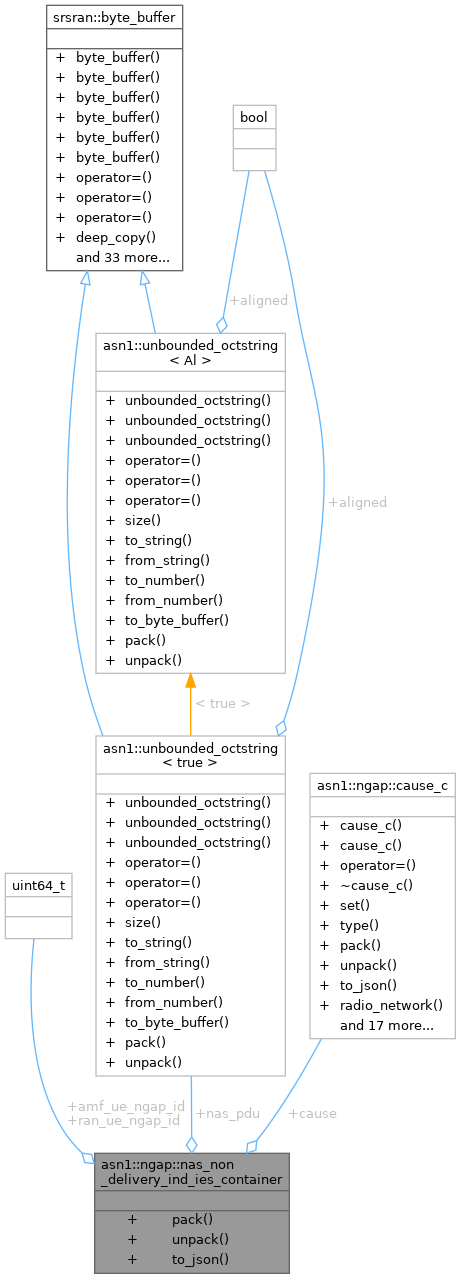 srsran::byte_buffer
+ byte_buffer()
+ byte_buffer()
+ byte_buffer()
+ byte_buffer()
+ byte_buffer()
+ byte_buffer()
+ operator=()
+ operator=()
+ operator=()
+ deep_copy()
and 33 more...
bool
+aligned
asn1::unbounded_octstring
< Al >
+ unbounded_octstring()
+ unbounded_octstring()
+ unbounded_octstring()
+ operator=()
+ operator=()
+ operator=()
+ size()
+ to_string()
+ from_string()
+ to_number()
+ from_number()
+ to_byte_buffer()
+ pack()
+ unpack()
+aligned
< true >
asn1::unbounded_octstring
< true >
+ unbounded_octstring()
+ unbounded_octstring()
+ unbounded_octstring()
+ operator=()
+ operator=()
+ operator=()
+ size()
+ to_string()
+ from_string()
+ to_number()
+ from_number()
+ to_byte_buffer()
+ pack()
+ unpack()
asn1::ngap::cause_c
+ cause_c()
+ cause_c()
+ operator=()
+ ~cause_c()
+ set()
+ type()
+ pack()
+ unpack()
+ to_json()
+ radio_network()
and 17 more...
uint64_t
+amf_ue_ngap_id
+ran_ue_ngap_id
+nas_pdu
+cause
asn1::ngap::nas_non
_delivery_ind_ies_container
+ pack()
+ unpack()
+ to_json()